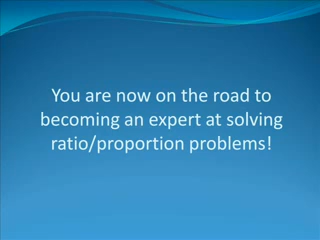 You are now on the road to
becoming an expert at solving
ratio/proportion problems!